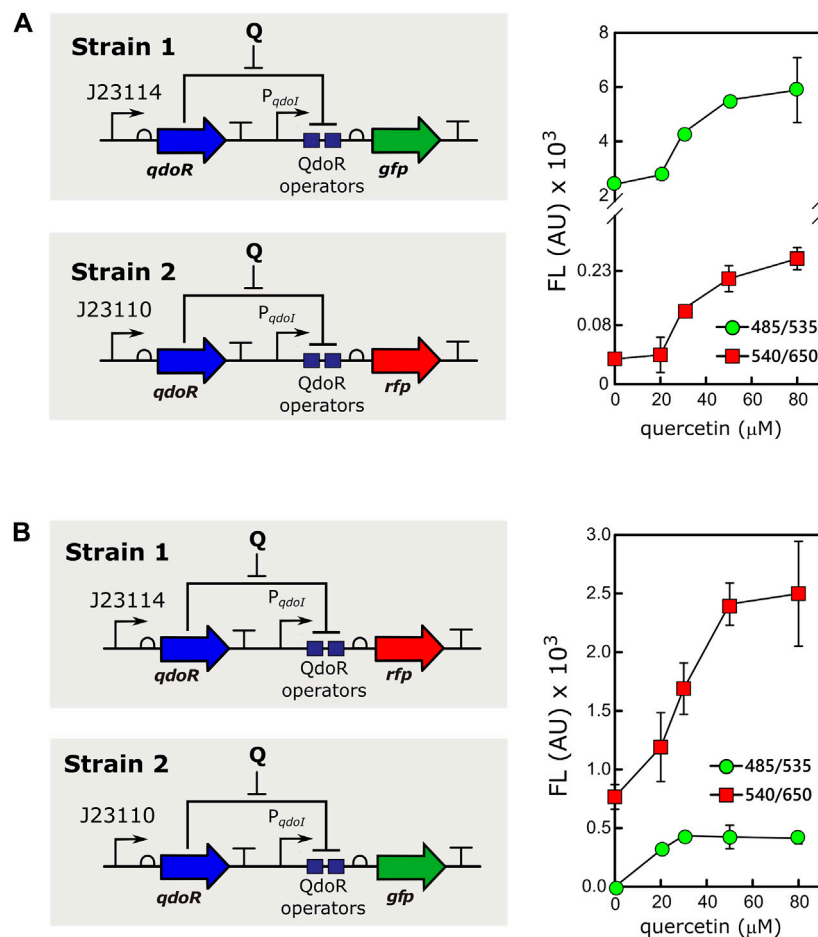 A
Strain 1
Q
J23114
PqdoI
qdoR
QdoR
operators
gfp
Strain 2
Q
J23110
PqdoI
qdoR
QdoR
operators
rfp
FL (AU) x 10³
8
6
4
2
0.23
0.08
0
485/535
540/650
0 20 40 60 80
quercetin (μM)
B
Strain 1
Q
J23114
PqdoI
qdoR
QdoR
operators
rfp
Strain 2
Q
J23110
PqdoI
qdoR
QdoR
operators
gfp
FL (AU) x 10³
3.0
2.5
2.0
1.5
1.0
0.5
0.0
485/535
540/650
0 20 40 60 80
quercetin (μM)